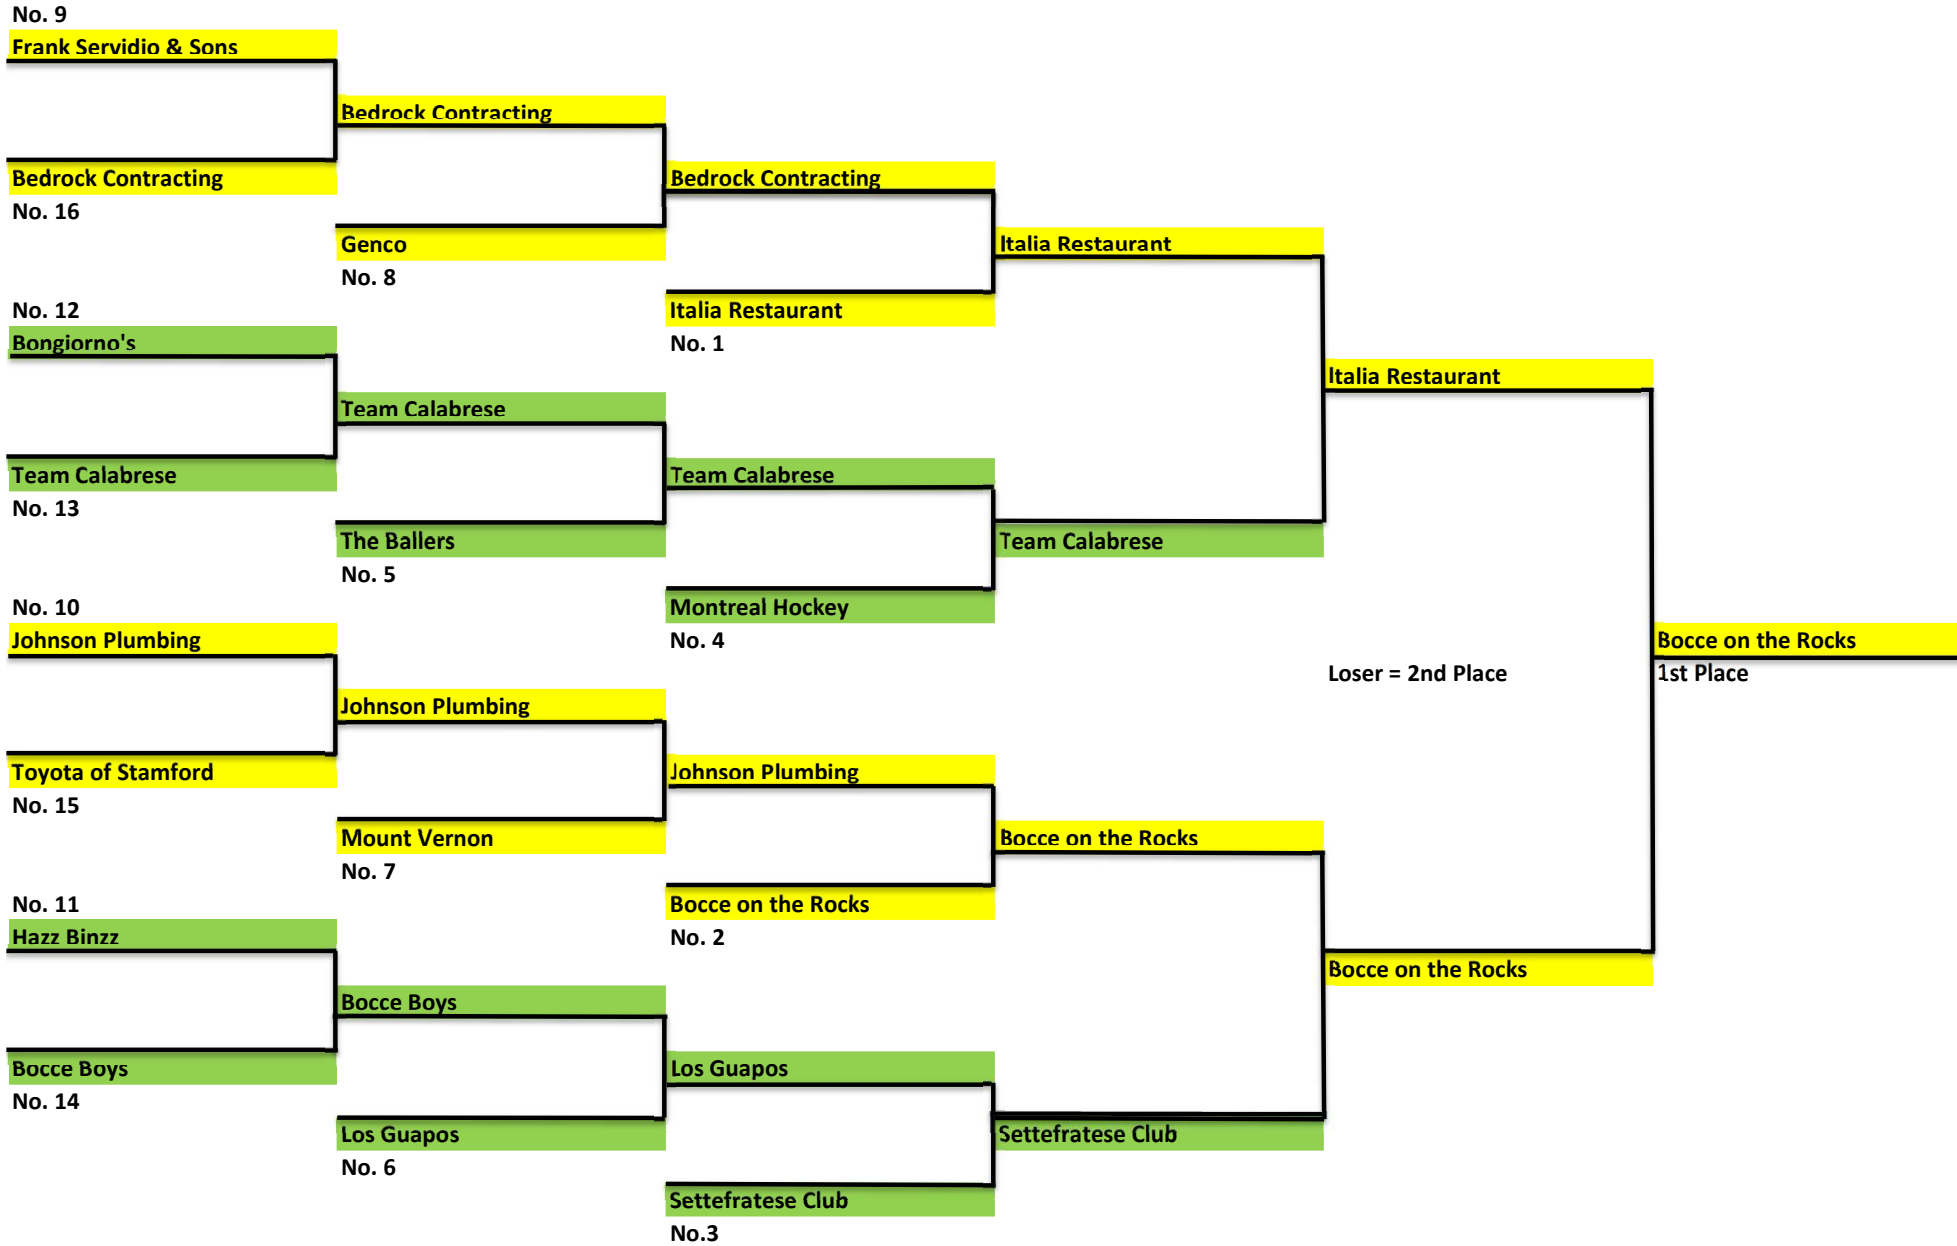 No. 9
Frank Servidio & Sons
Bedrock Contracting
Bedrock Contracting
Bedrock Contracting
No. 16
Genco
Italia Restaurant
No. 8
No. 12
Italia Restaurant
Bongiorno's
No. 1
Italia Restaurant
Team Calabrese
Team Calabrese
Team Calabrese
No. 13
The Ballers
Team Calabrese
No. 5
No. 10
Montreal Hockey
Johnson Plumbing
No. 4
Bocce on the Rocks
Loser = 2nd Place
1st Place
Johnson Plumbing
Toyota of Stamford
Johnson Plumbing
No. 15
Mount Vernon
Bocce on the Rocks
No. 7
No. 11
Bocce on the Rocks
Hazz Binzz
No. 2
Bocce on the Rocks
Bocce Boys
Bocce Boys
Los Guapos
No. 14
Los Guapos
Settefratese Club
No. 6
Settefratese Club
No.3